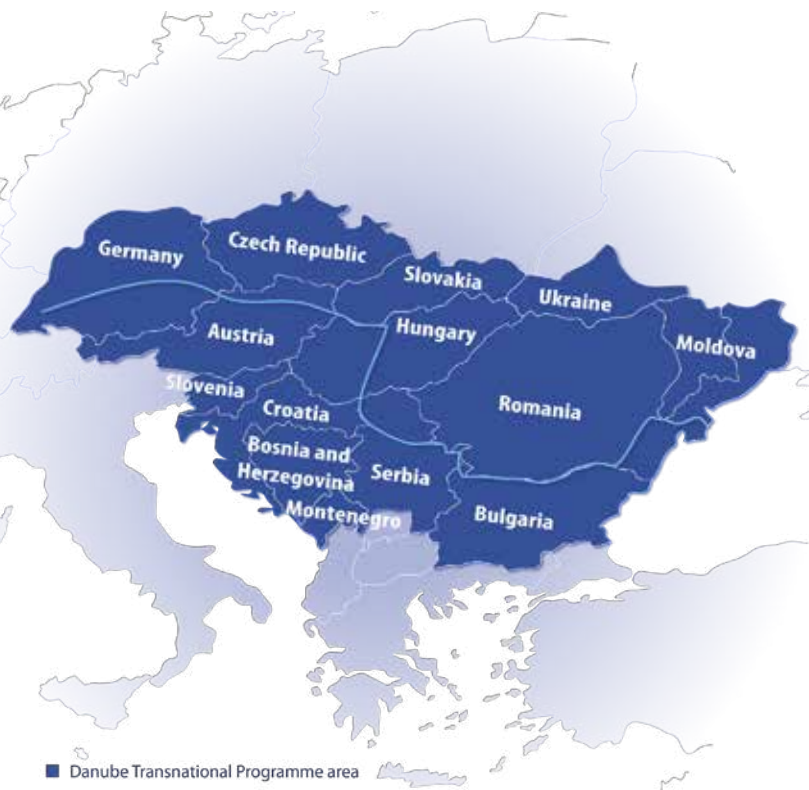 Germany
Czech Republic
Slovakia
Ukraine
Austria
Hungary
Moldova
Slovenia
Croatia
Romania
Bosnia and
Herzegovina
Serbia
Montenegro
Bulgaria
Danube Transnational Programme area